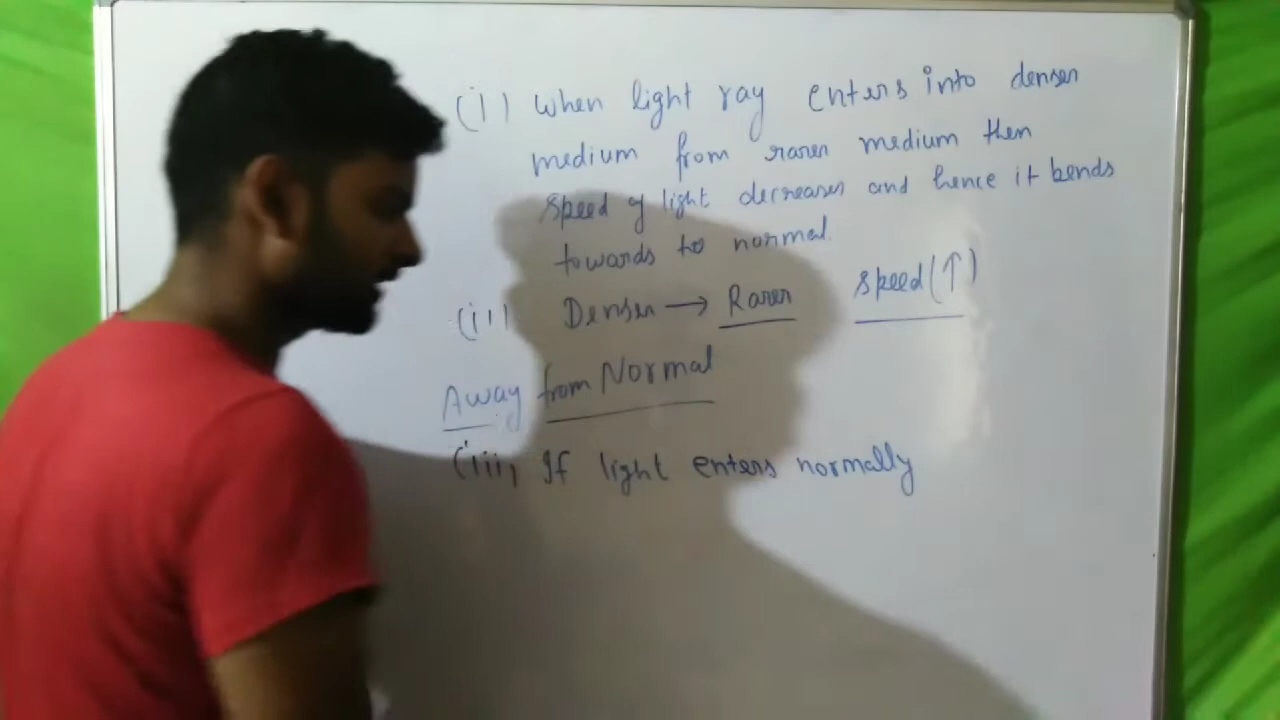 (i) When light ray enters into denser
medium from rarer medium then
speed of light decreases and hence it bends
towards to normal.
(ii) Denser → Rarer speed(↑)
Away from Normal
(iii) If light enters normally